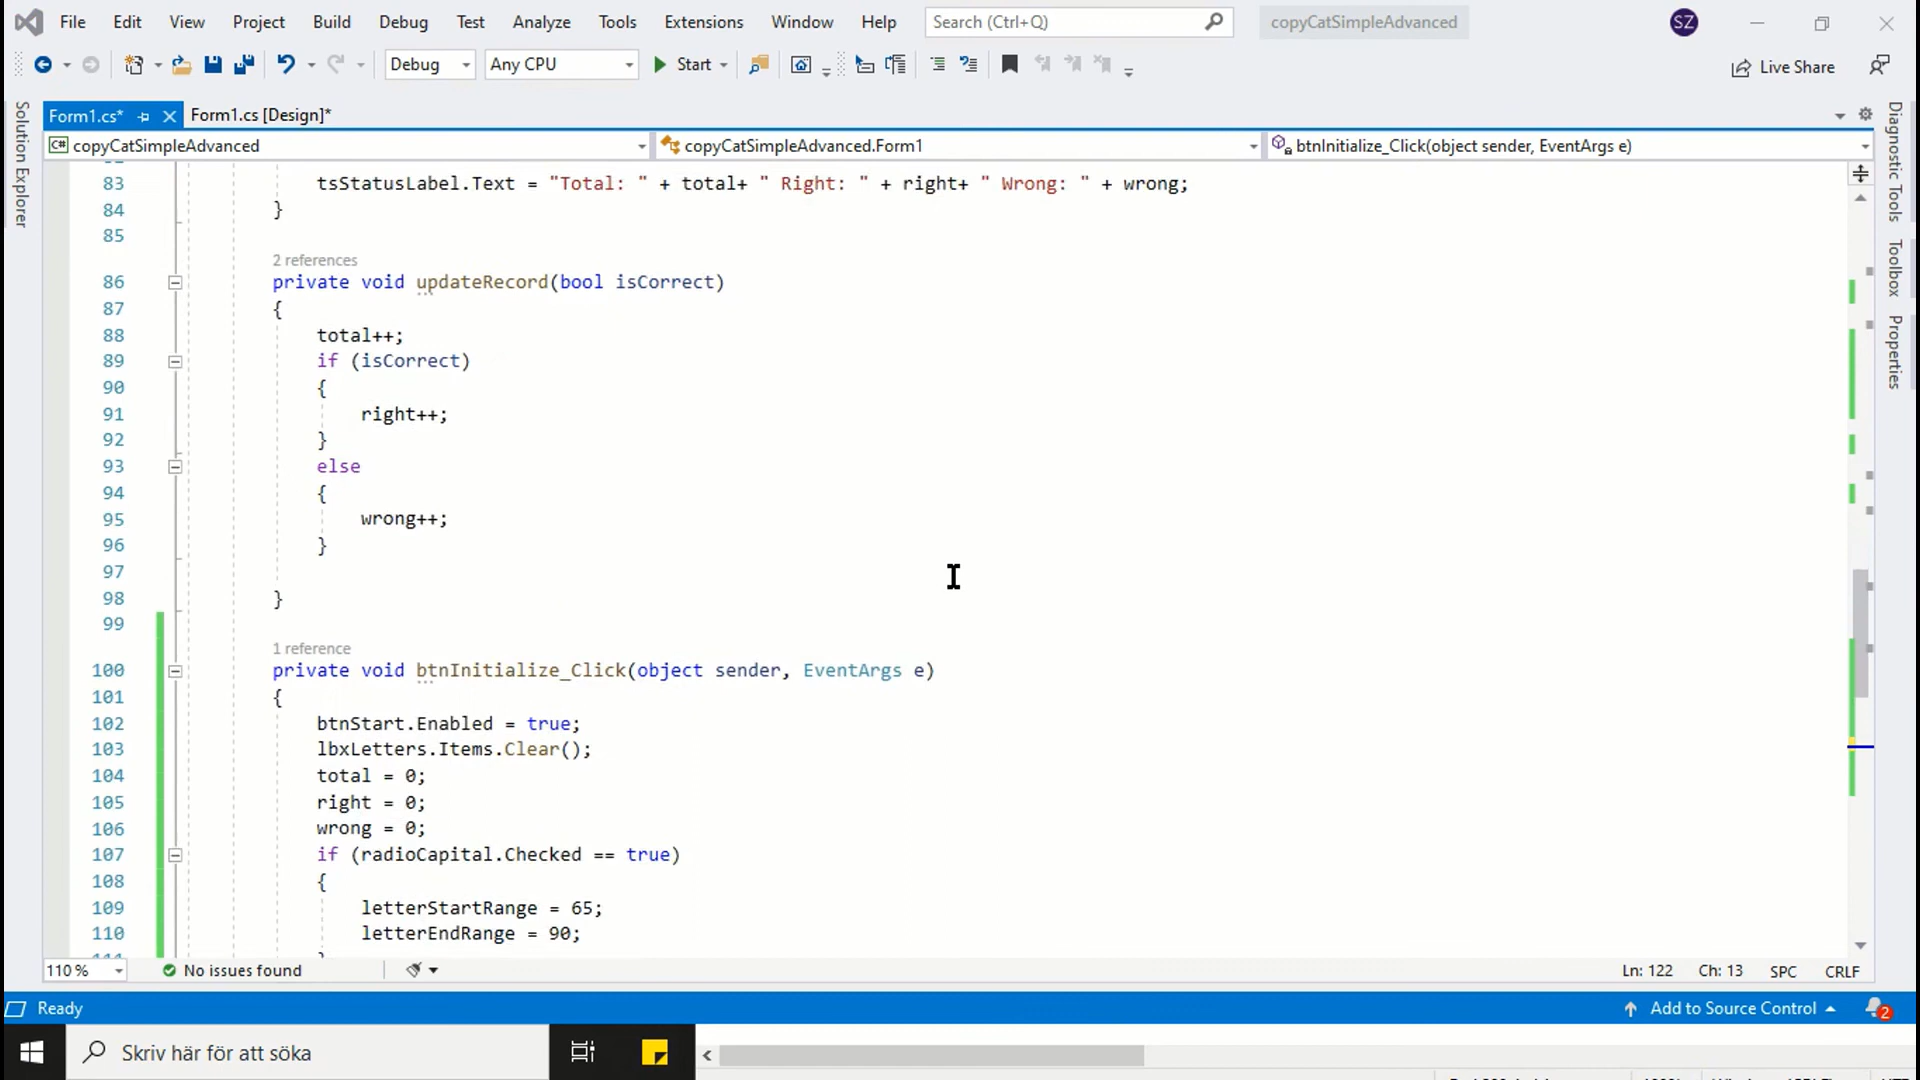 File Edit View Project Build Debug Test Analyze Tools Extensions Window Help Search (Ctrl+Q) copyCatSimpleAdvanced SZ
Debug Any CPU Start Live Share
Form1.cs* Form1.cs [Design]*
C# copyCatSimpleAdvanced copyCatSimpleAdvanced.Form1 btnInitialize_Click(object sender, EventArgs e)
Solution Explorer
Diagnostic Tools
Toolbox
Properties
83 tsStatusLabel.Text = "Total: " + total+ " Right: " + right+ " Wrong: " + wrong;
84 }
85
2 references
86 private void updateRecord(bool isCorrect)
87 {
88 total++;
89 if (isCorrect)
90 {
91 right++;
92 }
93 else
94 {
95 wrong++;
96 }
97
98 }
99
1 reference
100 private void btnInitialize_Click(object sender, EventArgs e)
101 {
102 btnStart.Enabled = true;
103 lbxLetters.Items.Clear();
104 total = 0;
105 right = 0;
106 wrong = 0;
107 if (radioCapital.Checked == true)
108 {
109 letterStartRange = 65;
110 letterEndRange = 90;
110 % No issues found Ln: 122 Ch: 13 SPC CRLF
Ready Add to Source Control 2
Skriv här för att söka